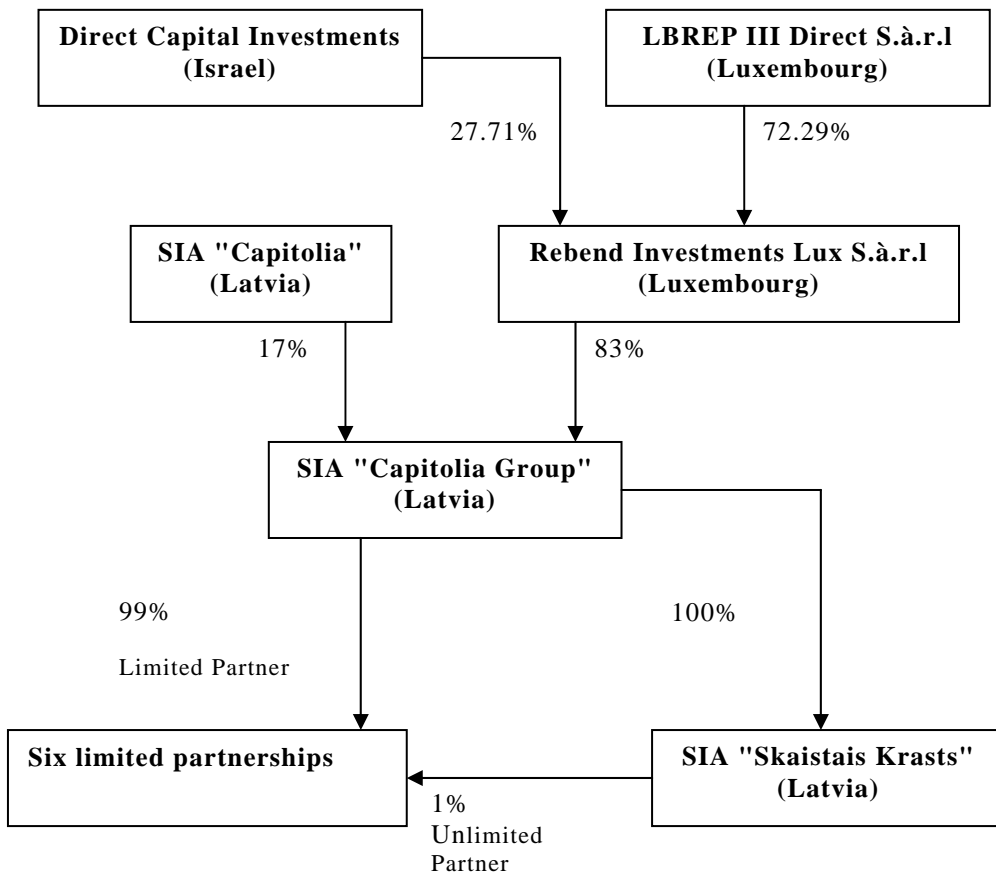 Direct Capital Investments
(Israel)
LBREP III Direct S.à.r.l
(Luxembourg)
27.71%
72.29%
SIA "Capitolia"
(Latvia)
Rebend Investments Lux S.à.r.l
(Luxembourg)
17%
83%
SIA "Capitolia Group"
(Latvia)
99%
Limited Partner
100%
Six limited partnerships
SIA "Skaistais Krasts"
(Latvia)
1%
Unlimited
Partner